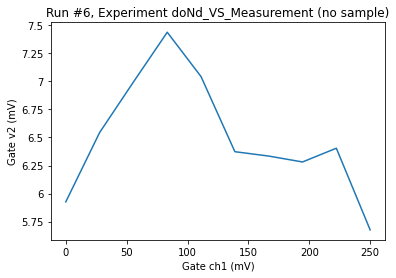 Run #6, Experiment doNd_VS_Measurement (no sample)
7.5
7.25
7
6.75
6.5
6.25
6
5.75
Gate v2 (mV)
0 50 100 150 200 250
Gate ch1 (mV)